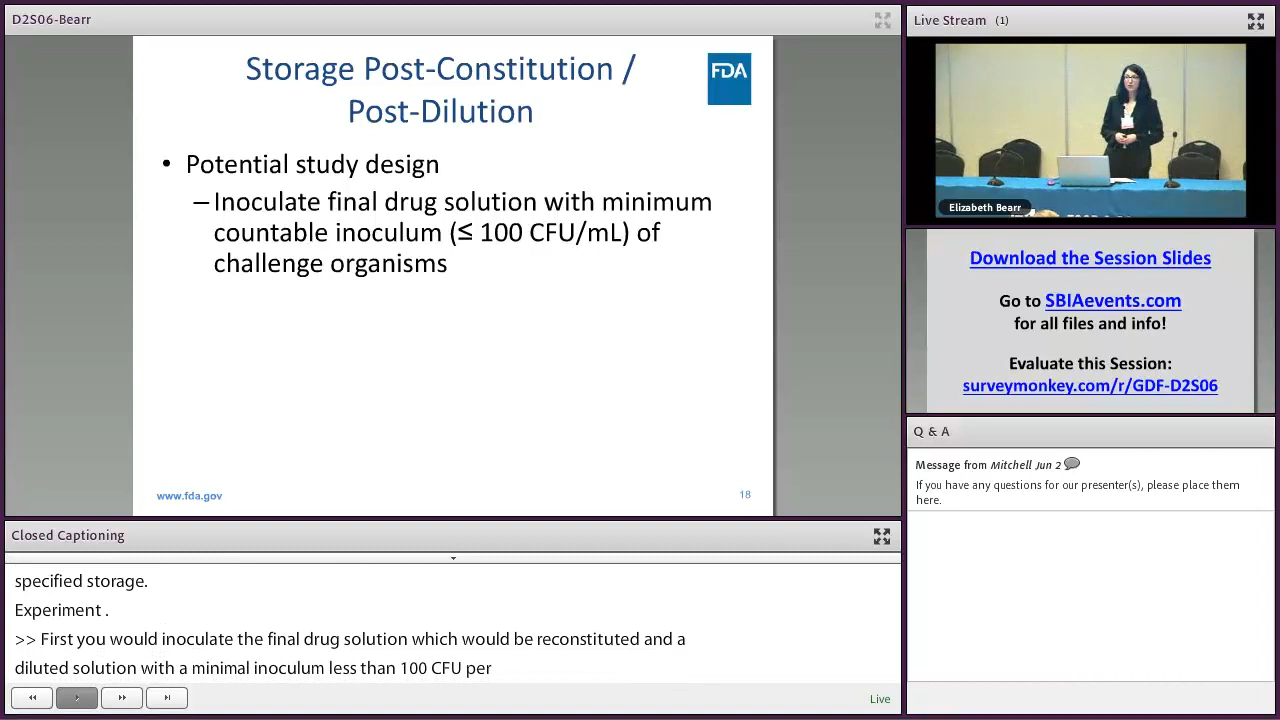 D2S06-Bearr
Storage Post-Constitution /
Post-Dilution
FDA
• Potential study design
– Inoculate final drug solution with minimum
countable inoculum (≤ 100 CFU/mL) of
challenge organisms
www.fda.gov
18
Closed Captioning
specified storage.
Experiment .
>> First you would inoculate the final drug solution which would be reconstituted and a
diluted solution with a minimal inoculum less than 100 CFU per
Live
Live Stream (1)
Elizabeth Bearr
Download the Session Slides
Go to SBIAevents.com
for all files and info!
Evaluate this Session:
surveymonkey.com/r/GDF-D2S06
Q & A
Message from Mitchell Jun 2
If you have any questions for our presenter(s), please place them
here.